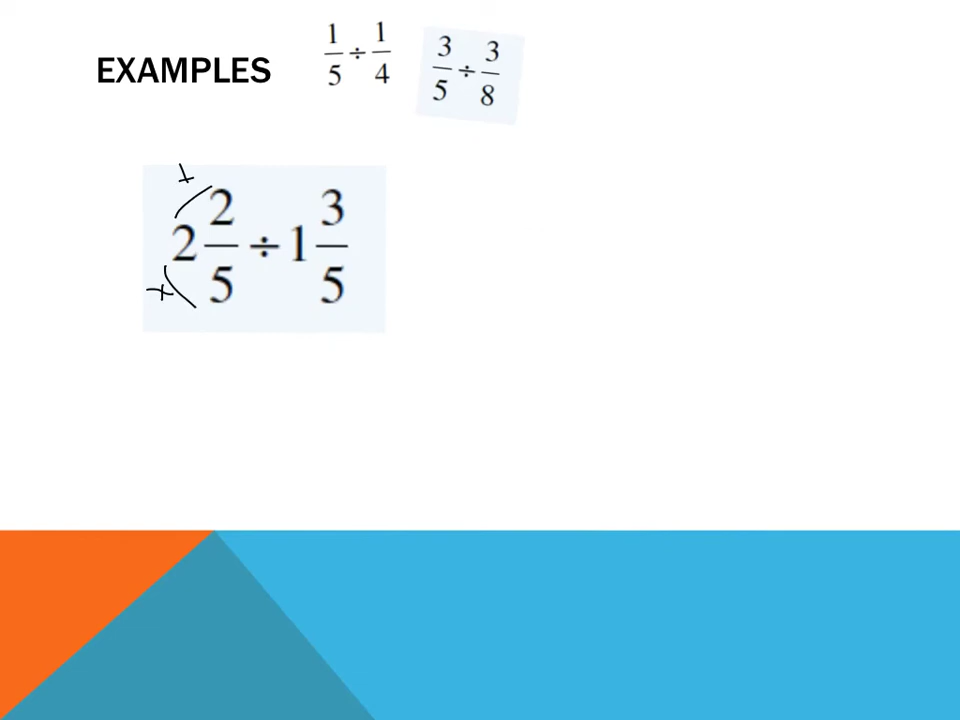 EXAMPLES
1/5 ÷ 1/4
3/5 ÷ 3/8
+
2 2/5 ÷ 1 3/5
×